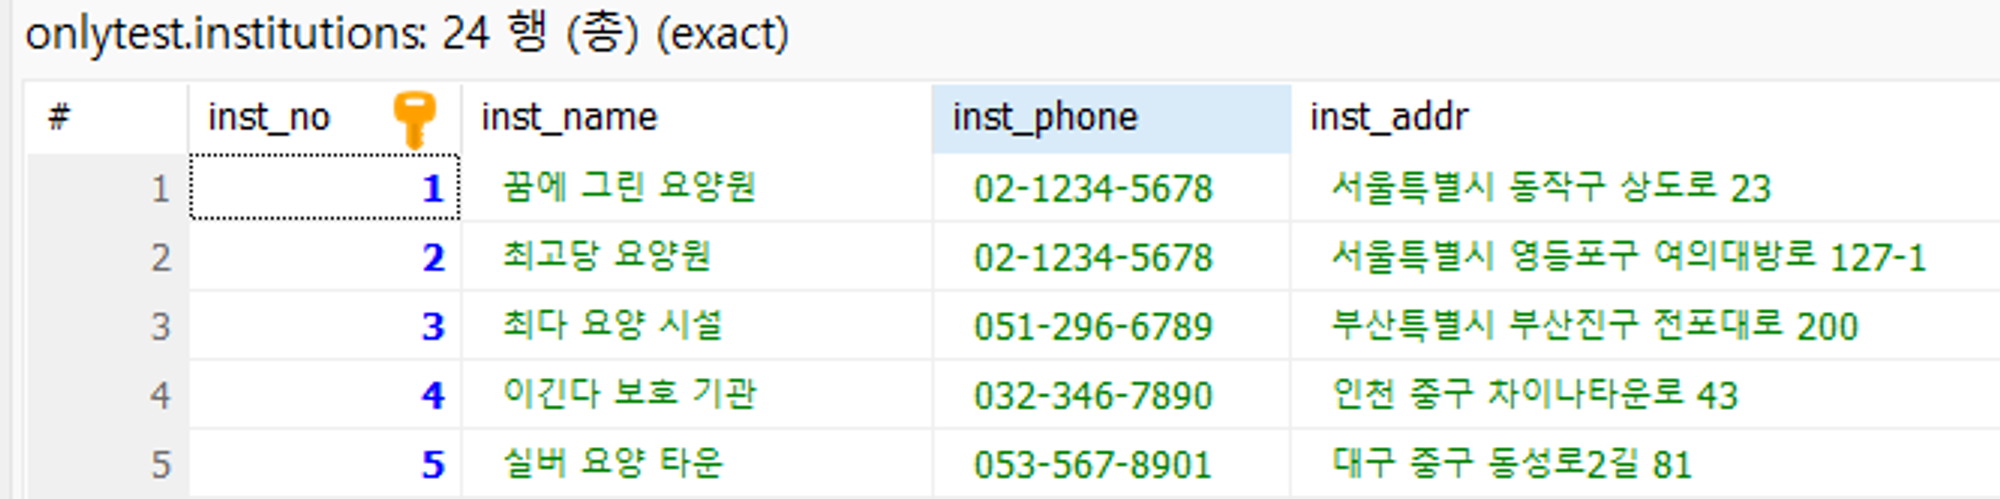 onlytest.institutions: 24 행 (총) (exact)
# inst_no inst_name inst_phone inst_addr
1 1 꿈에 그린 요양원 02-1234-5678 서울특별시 동작구 상도로 23
2 2 최고당 요양원 02-1234-5678 서울특별시 영등포구 여의대방로 127-1
3 3 최다 요양 시설 051-296-6789 부산특별시 부산진구 전포대로 200
4 4 이긴다 보호 기관 032-346-7890 인천 중구 차이나타운로 43
5 5 실버 요양 타운 053-567-8901 대구 중구 동성로2길 81